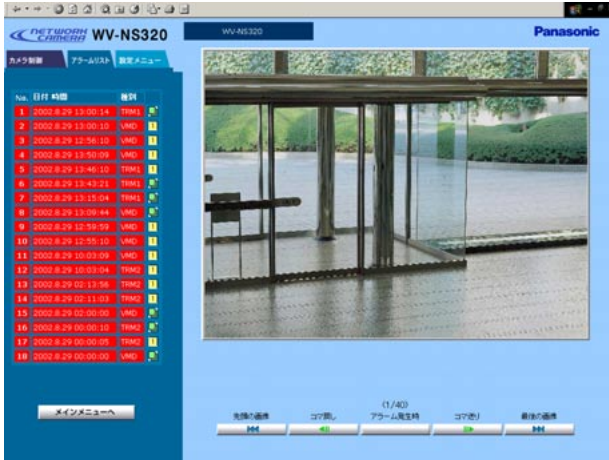 NETWORK CAMERA WV-NS320
WV-NS320
Panasonic
カメラ制御 アラームリスト 設定メニュー
No. 日付 時間 種別
1 2002.8.29 13:00:14 TRM1
2 2002.8.29 13:00:10 VMD
3 2002.8.29 12:56:10 VMD
4 2002.8.29 13:50:09 VMD
5 2002.8.29 13:46:10 TRM1
6 2002.8.29 13:43:21 TRM1
7 2002.8.29 13:15:04 TRM1
8 2002.8.29 13:09:44 VMD
9 2002.8.29 12:59:59 VMD
10 2002.8.29 12:55:10 VMD
11 2002.8.29 10:03:09 VMD
12 2002.8.29 10:03:04 TRM2
13 2002.8.29 02:13:56 TRM2
14 2002.8.29 02:11:03 TRM2
15 2002.8.29 02:00:00 VMD
16 2002.8.29 00:00:10 TRM2
17 2002.8.29 00:00:05 TRM2
18 2002.8.29 00:00:00 VMD
メインメニューへ
(1/40)
先頭の画像 コマ戻し アラーム発生時 コマ送り 最後の画像